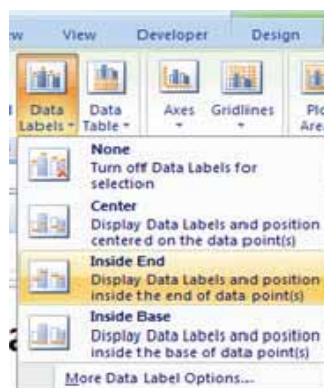 View Developer Design
Data Labels Data Table Axes Gridlines
None
Turn off Data Labels for
selection
Center
Display Data Labels and position
centered on the data point(s)
Inside End
Display Data Labels and position
inside the end of data point(s)
Inside Base
Display Data Labels and position
inside the base of data point(s)
More Data Label Options...